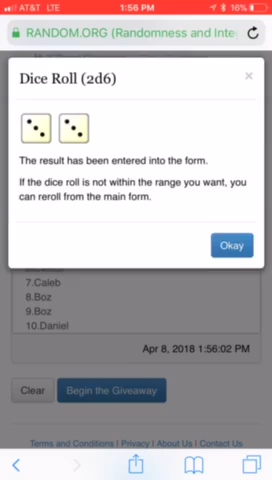 AT&T LTE 1:56 PM 16%
RANDOM.ORG (Randomness and Inte
Dice Roll (2d6) ×
The result has been entered into the form.
If the dice roll is not within the range you want, you
can reroll from the main form.
Okay
7.Caleb
8.Boz
9.Boz
10.Daniel
Apr 8, 2018 1:56:02 PM
Clear Begin the Giveaway
Terms and Conditions | Privacy | About Us | Contact Us